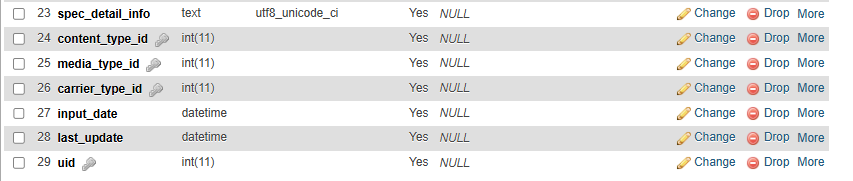 23 spec_detail_info text utf8_unicode_ci Yes NULL Change Drop More
24 content_type_id int(11) Yes NULL Change Drop More
25 media_type_id int(11) Yes NULL Change Drop More
26 carrier_type_id int(11) Yes NULL Change Drop More
27 input_date datetime Yes NULL Change Drop More
28 last_update datetime Yes NULL Change Drop More
29 uid int(11) Yes NULL Change Drop More